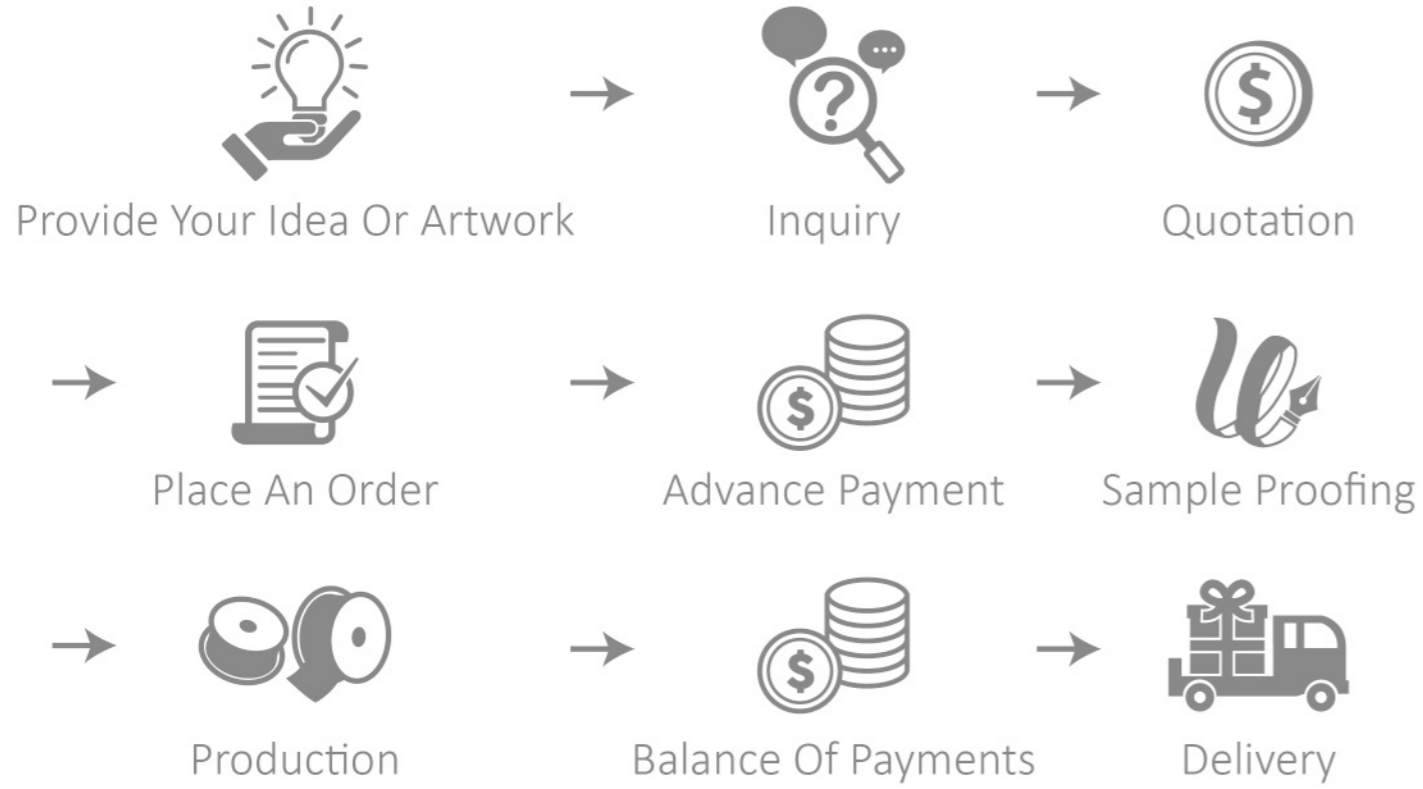 Provide Your Idea Or Artwork
Inquiry
Quotation
Place An Order
Advance Payment
Sample Proofing
Production
Balance Of Payments
Delivery